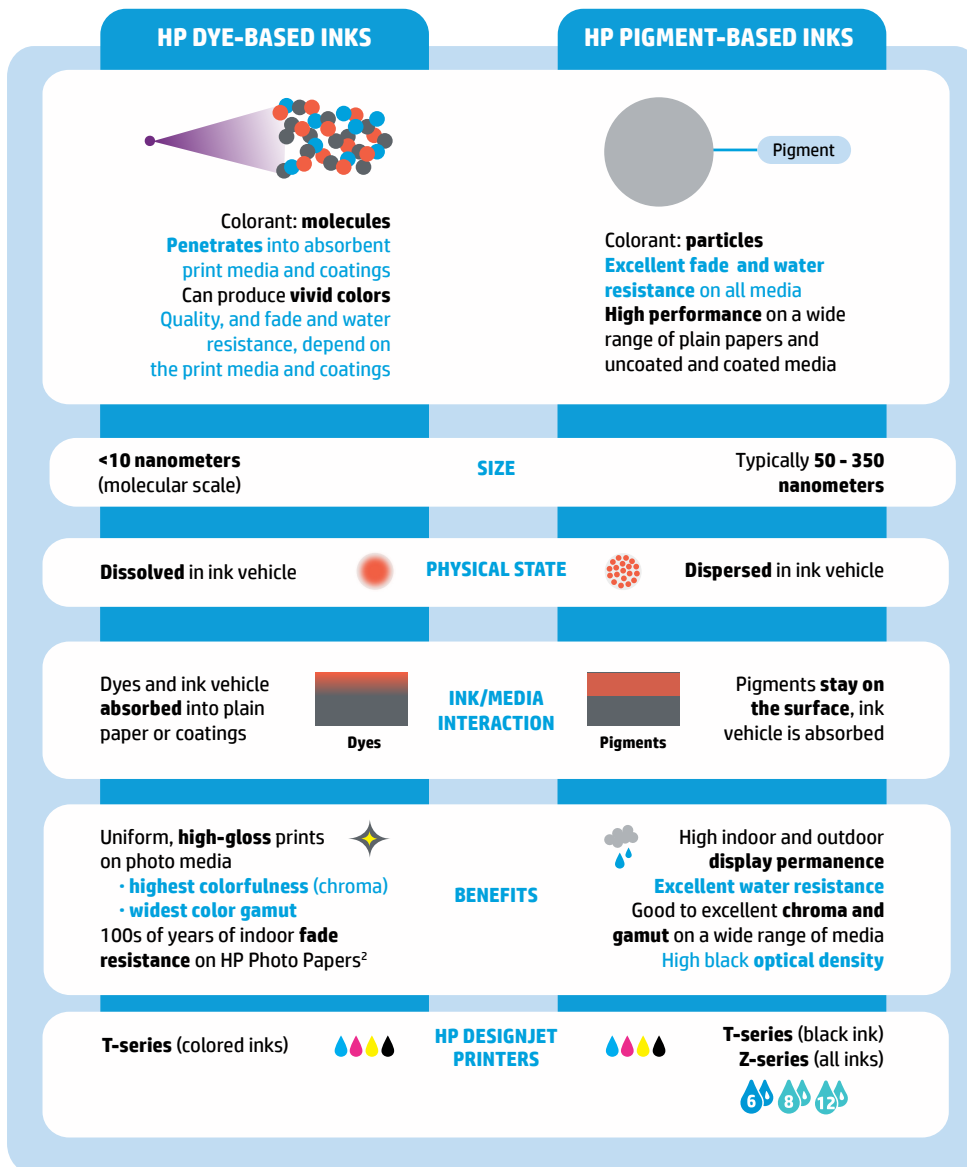 HP DYE-BASED INKS
HP PIGMENT-BASED INKS
Colorant: molecules
Penetrates into absorbent
print media and coatings
Can produce vivid colors
Quality, and fade and water
resistance, depend on
the print media and coatings
Pigment
Colorant: particles
Excellent fade and water
resistance on all media
High performance on a wide
range of plain papers and
uncoated and coated media
<10 nanometers
(molecular scale)
SIZE
Typically 50 - 350
nanometers
Dissolved in ink vehicle
PHYSICAL STATE
Dispersed in ink vehicle
Dyes and ink vehicle
absorbed into plain
paper or coatings
Dyes
INK/MEDIA
INTERACTION
Pigments
Pigments stay on
the surface, ink
vehicle is absorbed
Uniform, high-gloss prints
on photo media
· highest colorfulness (chroma)
· widest color gamut
100s of years of indoor fade
resistance on HP Photo Papers²
BENEFITS
High indoor and outdoor
display permanence
Excellent water resistance
Good to excellent chroma and
gamut on a wide range of media
High black optical density
T-series (colored inks)
HP DESIGNJET
PRINTERS
T-series (black ink)
Z-series (all inks)
6 8 12